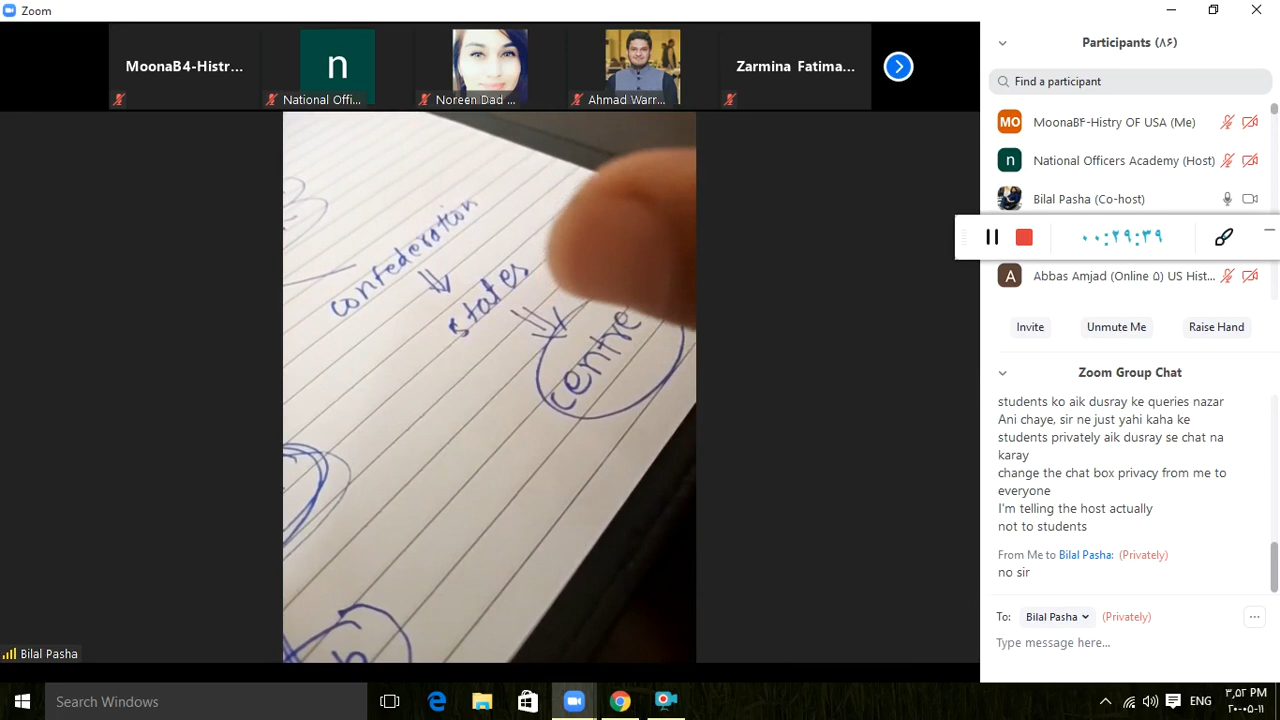 Zoom
MoonaB4-Histr...
n
National Offi...
Noreen Dad ...
Ahmad Warr...
Zarmina Fatima...
confederation
states
centre
Bilal Pasha
Participants (۸۶)
Find a participant
MO
MoonaB۴-Histry OF USA (Me)
n
National Officers Academy (Host)
Bilal Pasha (Co-host)
۰۰:۲۹:۳۹
A
Abbas Amjad (Online ۵) US Hist...
Invite
Unmute Me
Raise Hand
Zoom Group Chat
students ko aik dusray ke queries nazar
Ani chaye, sir ne just yahi kaha ke
students privately aik dusray se chat na
karay
change the chat box privacy from me to
everyone
I'm telling the host actually
not to students
From Me to Bilal Pasha: (Privately)
no sir
To: Bilal Pasha (Privately)
Type message here...
Search Windows
ENG
۳:۵۲ PM